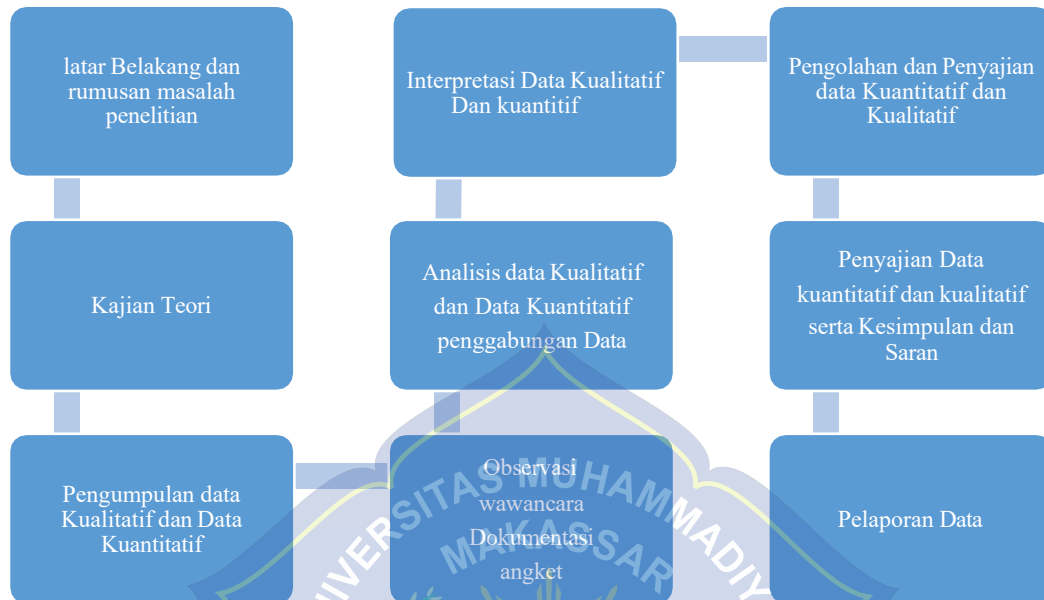 latar Belakang dan
rumusan masalah
penelitian
Kajian Teori
Pengumpulan data
Kualitatif dan Data
Kuantitatif
Observasi
wawancara
Dokumentasi
angket
Analisis data Kualitatif
dan Data Kuantitatif
penggabungan Data
Interpretasi Data Kualitatif
Dan kuantitif
Pengolahan dan Penyajian
data Kuantitatif dan
Kualitatif
Penyajian Data
kuantitatif dan kualitatif
serta Kesimpulan dan
Saran
Pelaporan Data
MAKASSAR